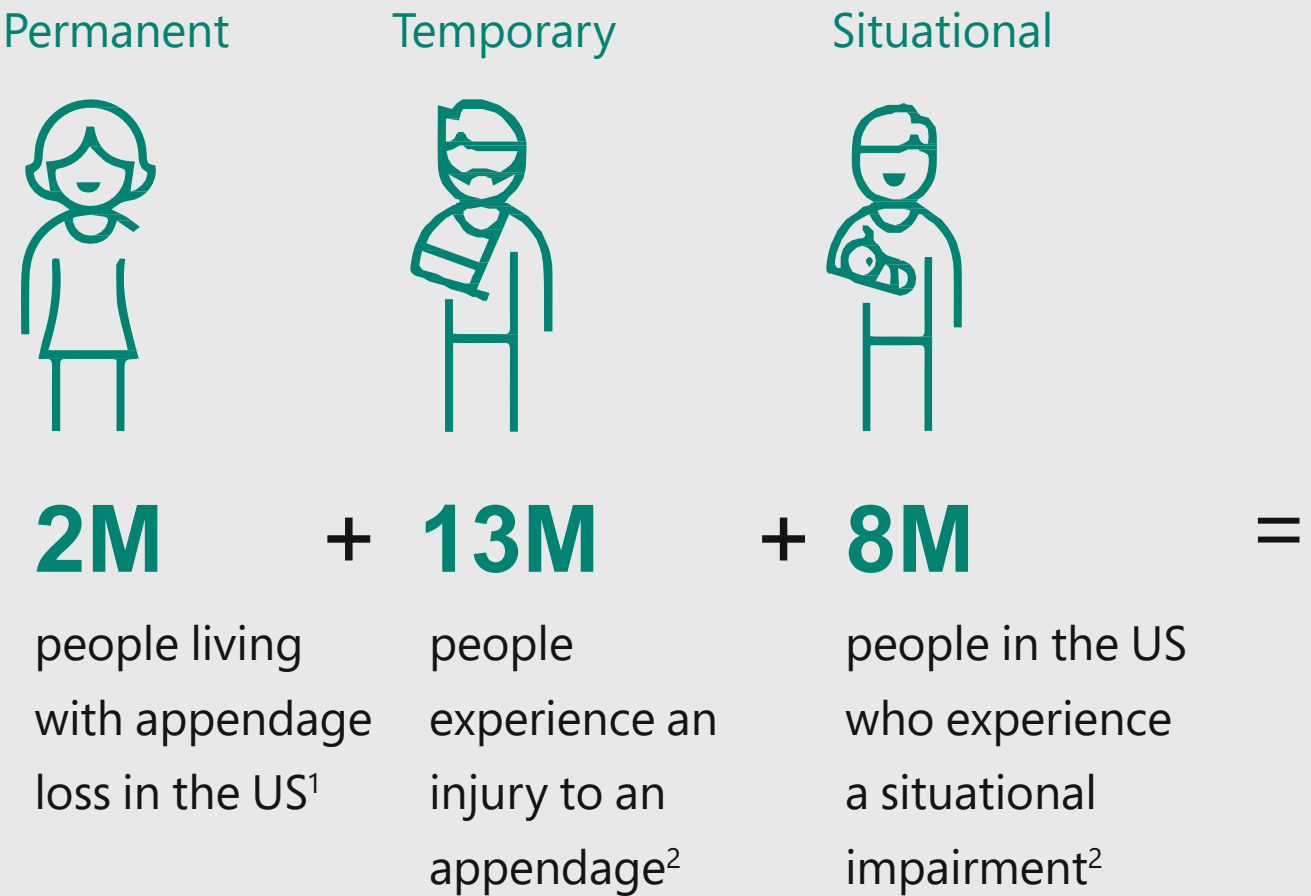 Permanent
Temporary
Situational
2M + 13M + 8M =
people living
with appendage
loss in the US¹
people
experience an
injury to an
appendage²
people in the US
who experience
a situational
impairment²